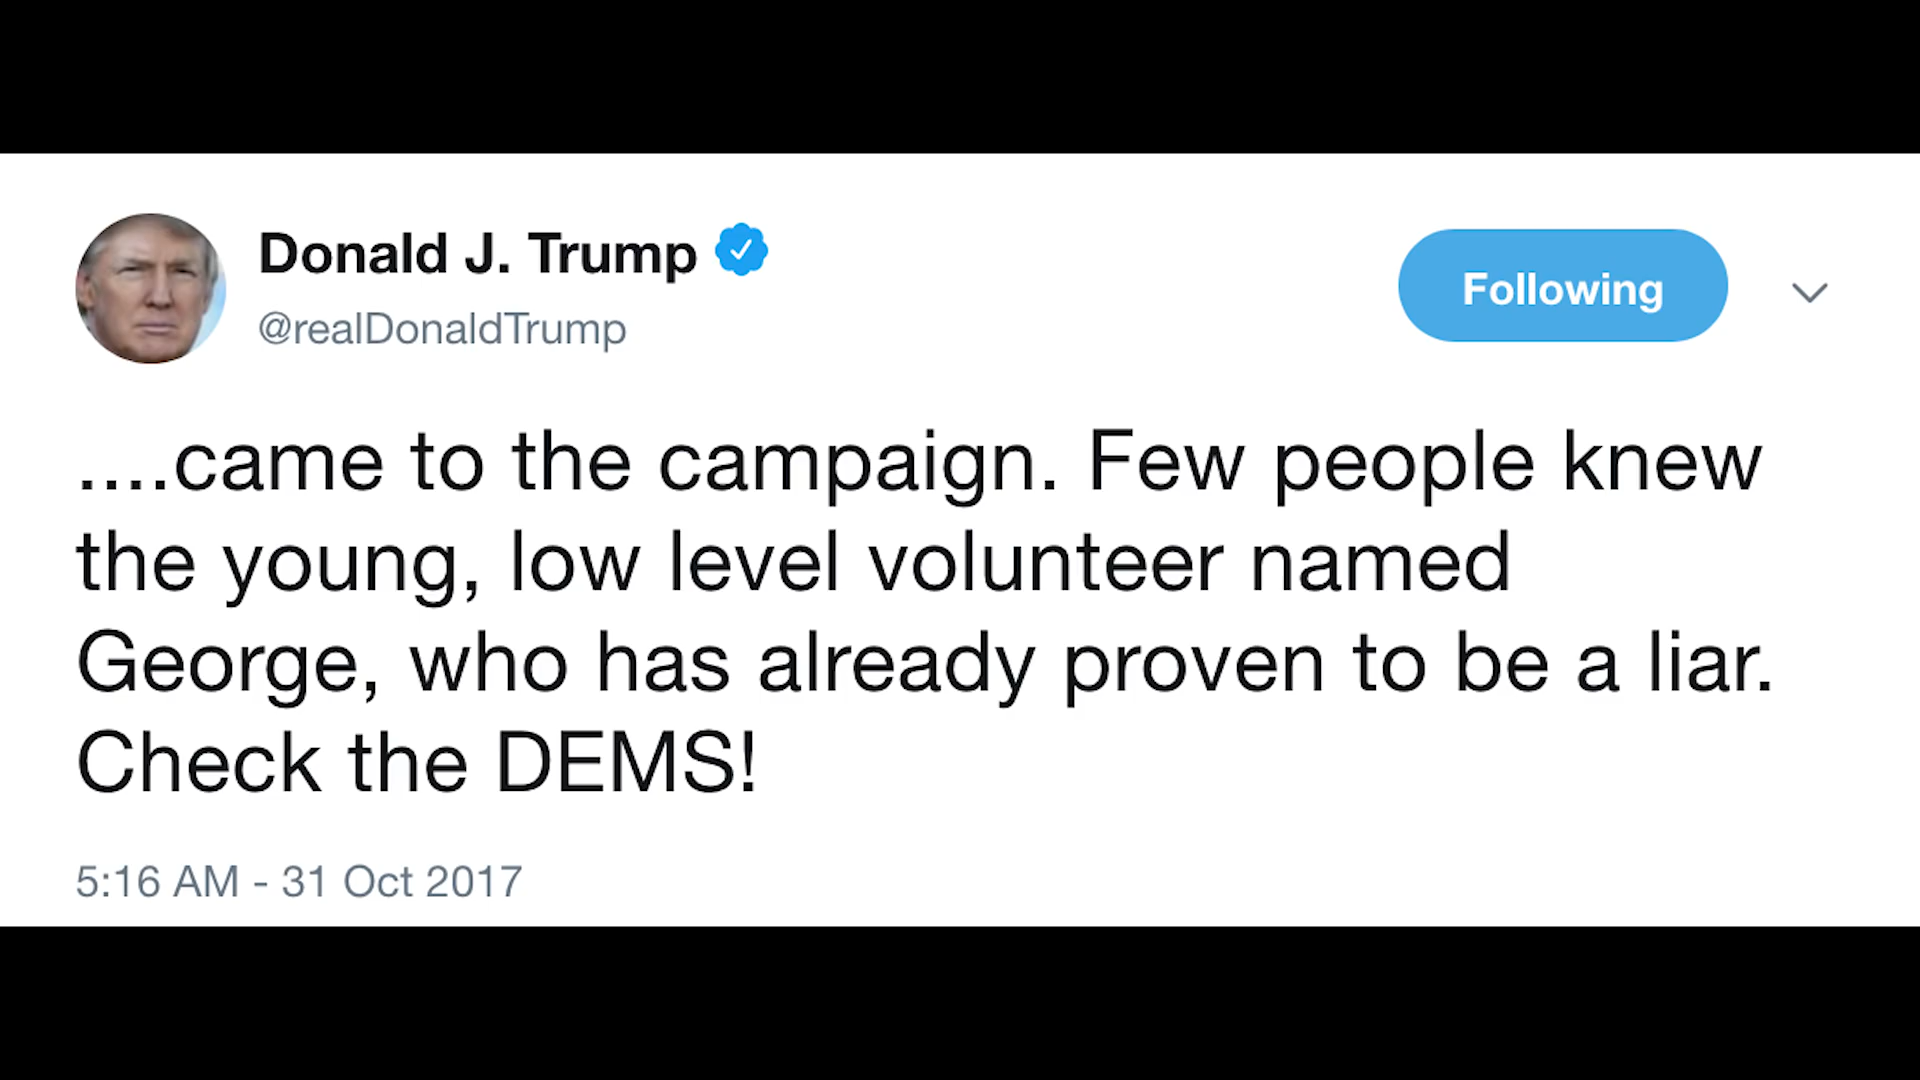 Donald J. Trump
@realDonaldTrump
Following
....came to the campaign. Few people knew
the young, low level volunteer named
George, who has already proven to be a liar.
Check the DEMS!
5:16 AM - 31 Oct 2017